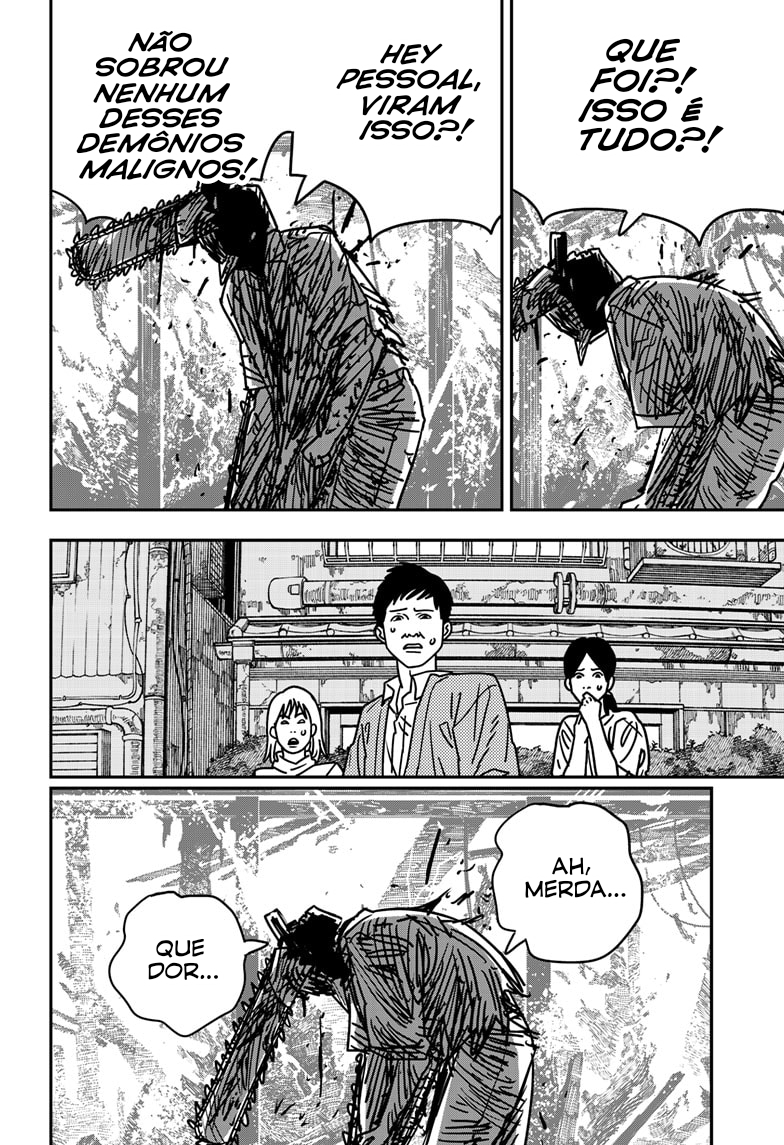 QUE
FOI?!
ISSO É
TUDO?!
HEY
PESSOAL,
VIRAM
ISSO?!
NÃO
SOBROU
NENHUM
DESSES
DEMÔNIOS
MALIGNOS!
AH,
MERDA...
QUE
DOR...